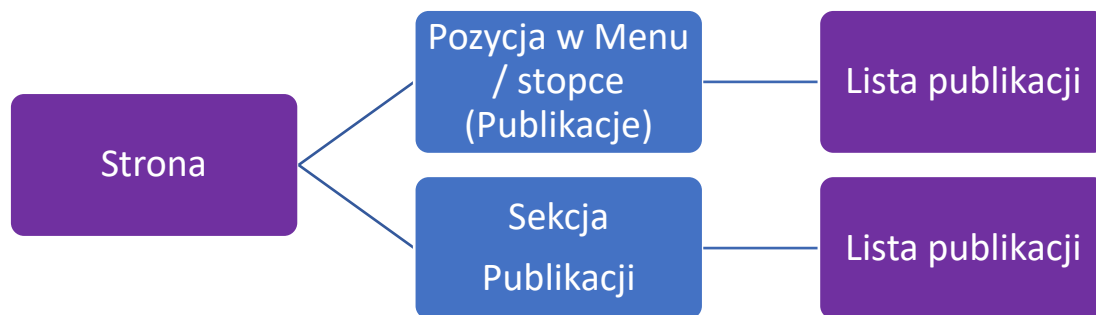 Strona
Pozycja w Menu
/ stopce
(Publikacje)
Lista publikacji
Sekcja
Publikacji
Lista publikacji